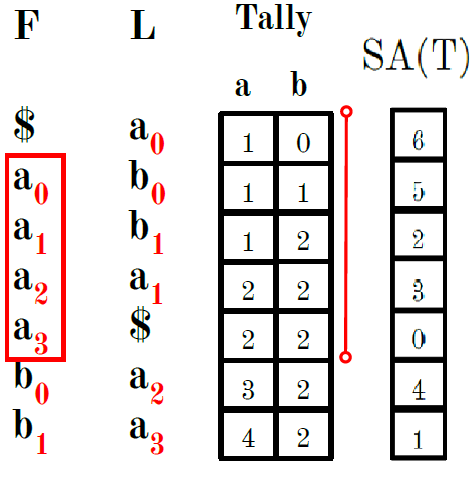 F L Tally SA(T)
a b
$ a0 1 0 6
a0 b0 1 1 5
a1 b1 1 2 2
a2 a1 2 2 3
a3 $ 2 2 0
b0 a2 3 2 4
b1 a3 4 2 1